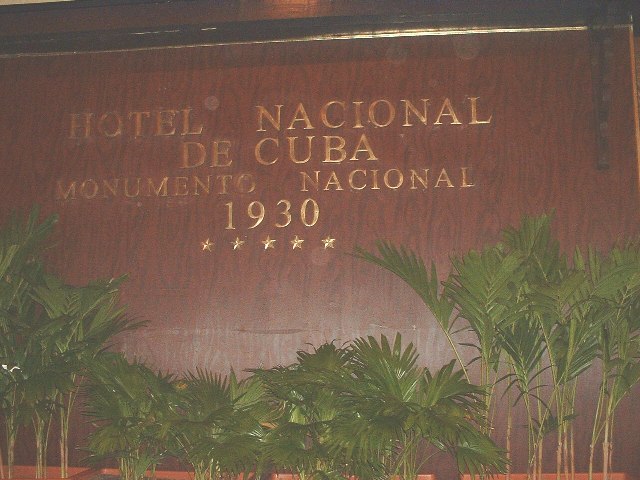 HOTEL NACIONAL
DE CUBA
MONUMENTO NACIONAL
1930